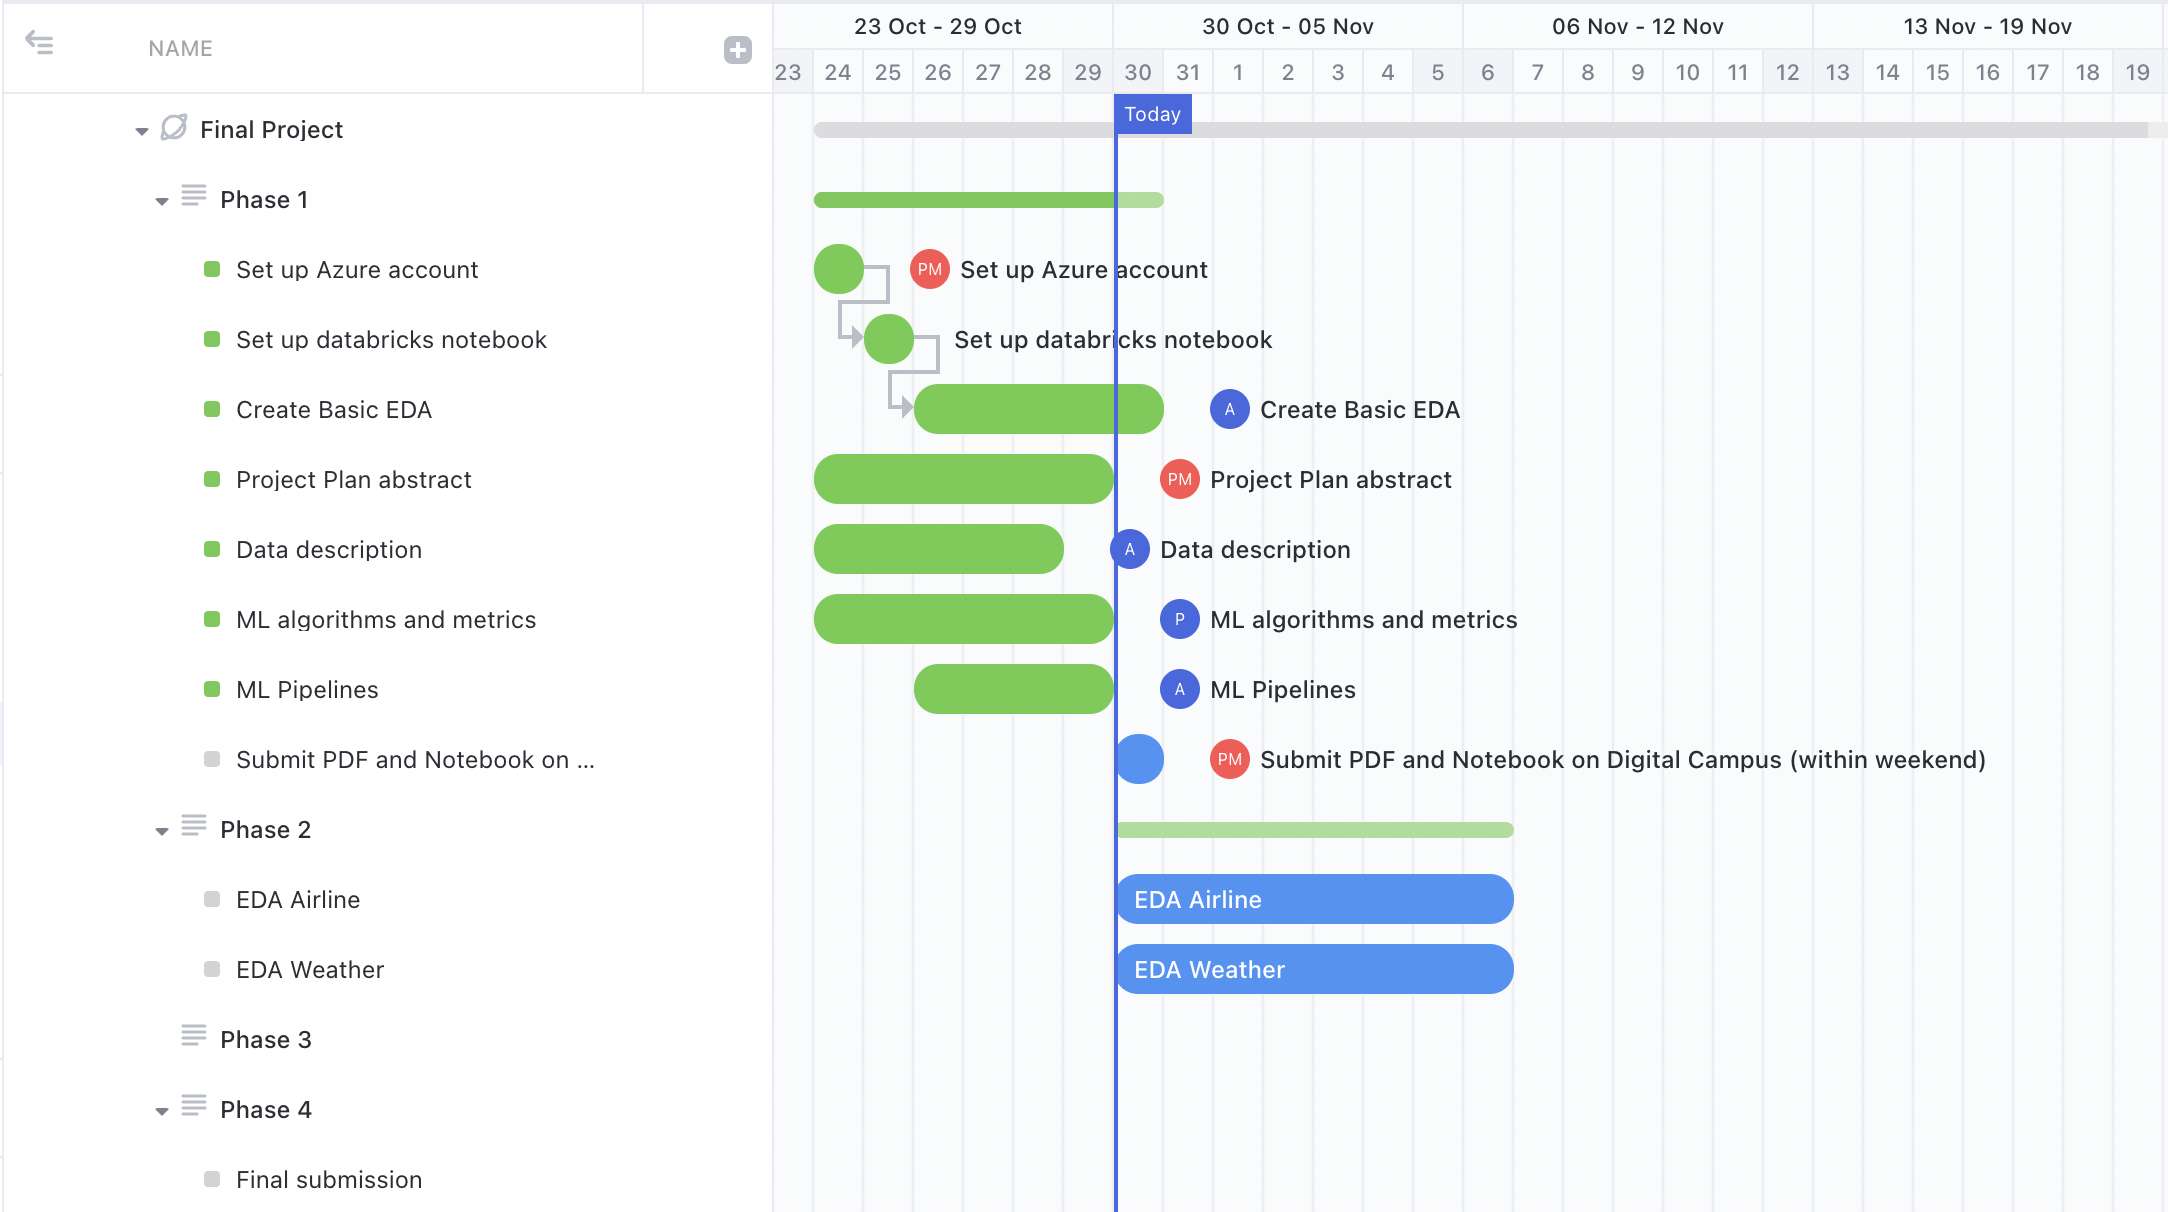 NAME
23 Oct - 29 Oct 30 Oct - 05 Nov 06 Nov - 12 Nov 13 Nov - 19 Nov
23 24 25 26 27 28 29 30 31 1 2 3 4 5 6 7 8 9 10 11 12 13 14 15 16 17 18 19
Today
Final Project
Phase 1
Set up Azure account PM Set up Azure account
Set up databricks notebook Set up databricks notebook
Create Basic EDA A Create Basic EDA
Project Plan abstract PM Project Plan abstract
Data description A Data description
ML algorithms and metrics P ML algorithms and metrics
ML Pipelines A ML Pipelines
Submit PDF and Notebook on ... PM Submit PDF and Notebook on Digital Campus (within weekend)
Phase 2
EDA Airline EDA Airline
EDA Weather EDA Weather
Phase 3
Phase 4
Final submission